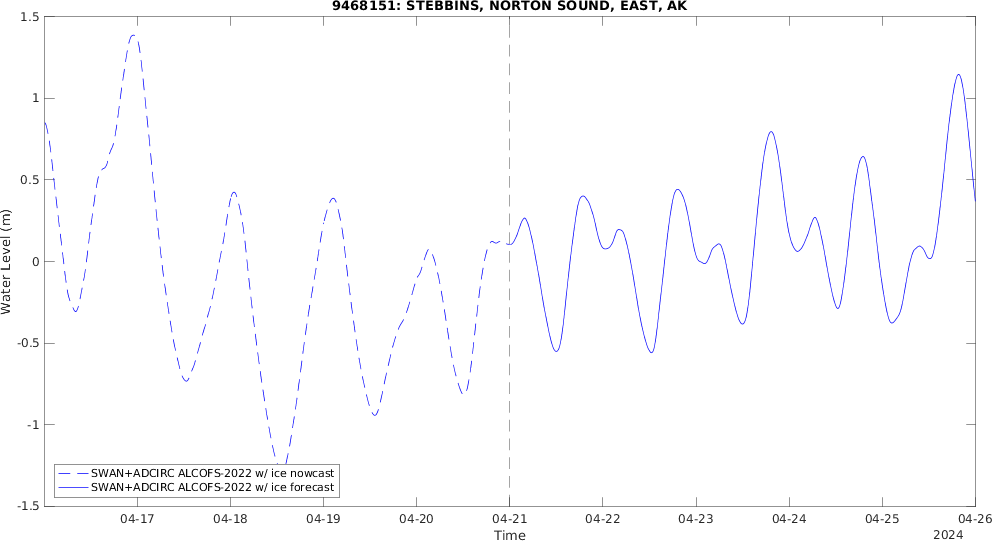 9468151: STEBBINS, NORTON SOUND, EAST, AK
1.5
1
0.5
0
-0.5
-1
-1.5
Water Level (m)
SWAN+ADCIRC ALCOFS-2022 w/ ice nowcast
SWAN+ADCIRC ALCOFS-2022 w/ ice forecast
04-17 04-18 04-19 04-20 04-21 04-22 04-23 04-24 04-25 04-26
Time
2024